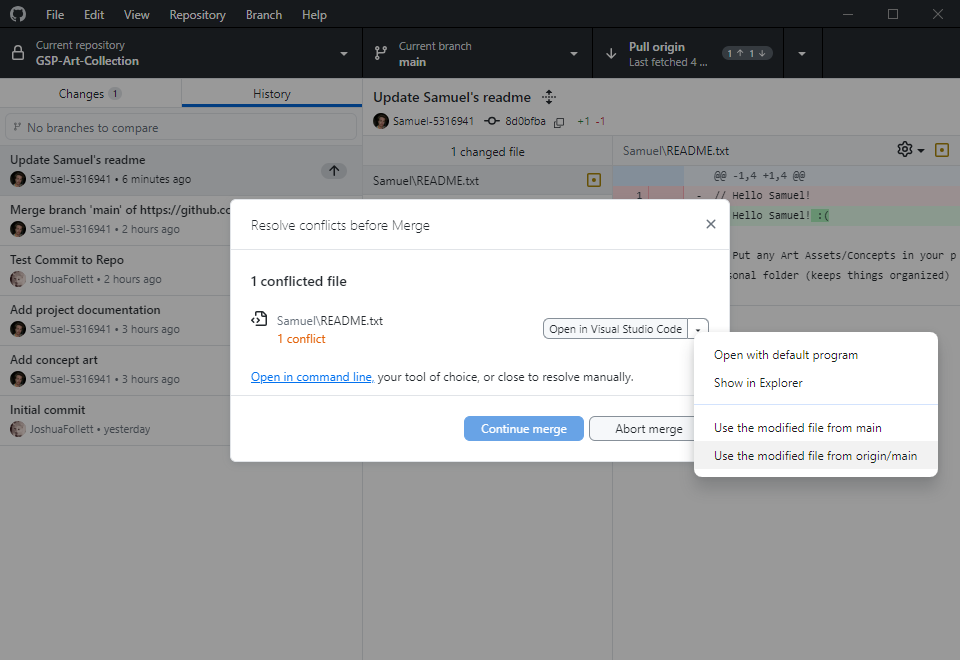 File Edit View Repository Branch Help
Current repository
GSP-Art-Collection
Current branch
main
Pull origin
Last fetched 4 ...
1 ↑ 1 ↓
Changes 1
History
No branches to compare
Update Samuel's readme
Samuel-5316941 • 6 minutes ago
Merge branch 'main' of https://github.co
Samuel-5316941 • 2 hours ago
Test Commit to Repo
JoshuaFollett • 2 hours ago
Add project documentation
Samuel-5316941 • 3 hours ago
Add concept art
Samuel-5316941 • 3 hours ago
Initial commit
JoshuaFollett • yesterday
Update Samuel's readme
Samuel-5316941 8d0bfba +1 -1
1 changed file
Samuel\README.txt
Samuel\README.txt
@@ -1,4 +1,4 @@
1 - // Hello Samuel!
Hello Samuel! :(
Put any Art Assets/Concepts in your p
sonal folder (keeps things organized)
Resolve conflicts before Merge
1 conflicted file
Samuel\README.txt
1 conflict
Open in Visual Studio Code
Open in command line, your tool of choice, or close to resolve manually.
Continue merge
Abort merge
Open with default program
Show in Explorer
Use the modified file from main
Use the modified file from origin/main